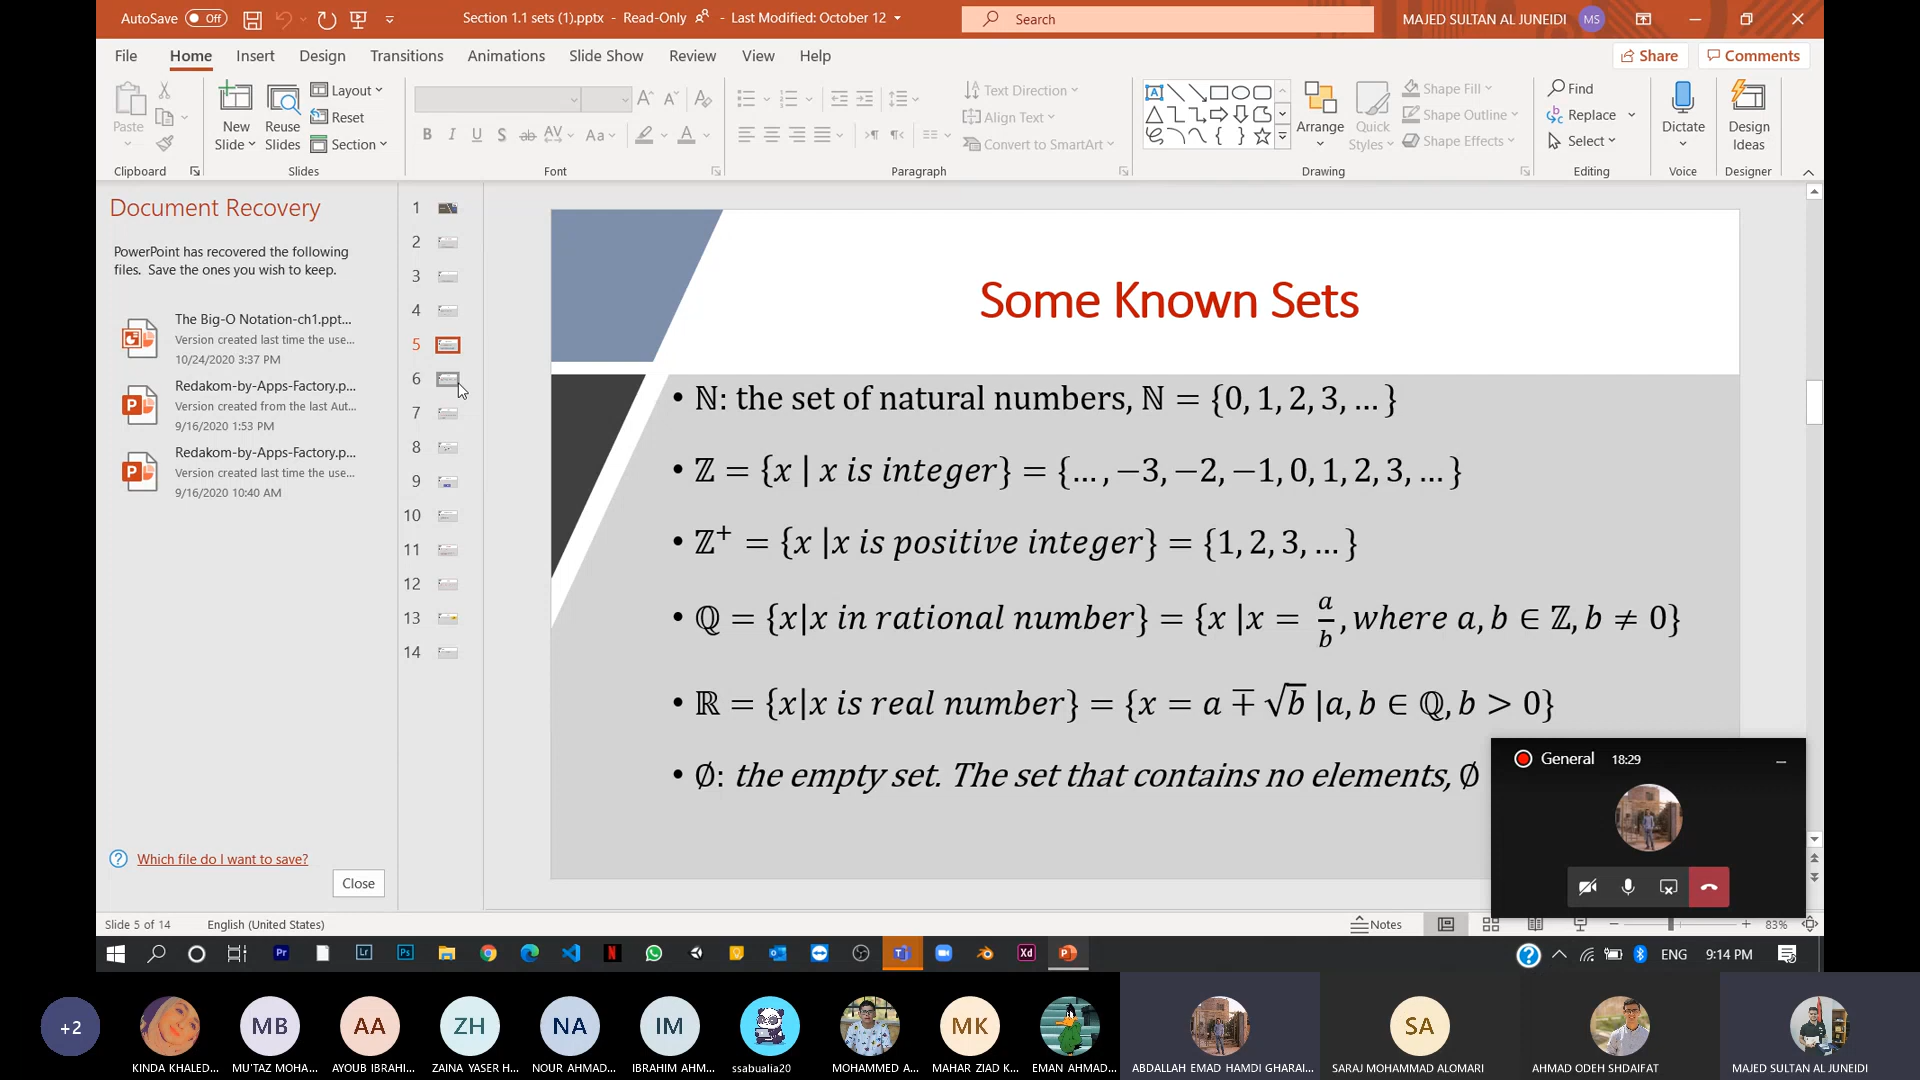 AutoSave Off Section 1.1 sets (1).pptx - Read-Only - Last Modified: October 12 Search MAJED SULTAN AL JUNEIDI MS
File Home Insert Design Transitions Animations Slide Show Review View Help Share Comments
Paste New Slide Reuse Slides Layout Reset Section
B I U S ab AV Aa A
Text Direction Align Text Convert to SmartArt
Arrange Quick Styles Shape Fill Shape Outline Shape Effects
Find Replace Select Dictate Design Ideas
Clipboard Slides Font Paragraph Drawing Editing Voice Designer
Document Recovery
PowerPoint has recovered the following
files. Save the ones you wish to keep.
The Big-O Notation-ch1.ppt...
Version created last time the use...
10/24/2020 3:37 PM
Redakom-by-Apps-Factory.p...
Version created from the last Aut...
9/16/2020 1:53 PM
Redakom-by-Apps-Factory.p...
Version created last time the use...
9/16/2020 10:40 AM
Which file do I want to save?
Close
1
2
3
4
5
6
7
8
9
10
11
12
13
14
Some Known Sets
• ℕ: the set of natural numbers, ℕ = {0, 1, 2, 3, … }
• ℤ = {x | x is integer} = {… , −3, −2, −1, 0, 1, 2, 3, … }
• ℤ⁺ = {x |x is positive integer} = {1, 2, 3, … }
• ℚ = {x|x in rational number} = {x |x = a/b, where a, b ∈ ℤ, b ≠ 0}
• ℝ = {x|x is real number} = {x = a ∓ √b |a, b ∈ ℚ, b > 0}
• ∅: the empty set. The set that contains no elements, ∅
General 18:29
Slide 5 of 14 English (United States) Notes 83%
Pr Lr Ps Xd ENG 9:14 PM
+2 MB AA ZH NA IM MK SA
KINDA KHALED... MU'TAZ MOHA... AYOUB IBRAHI... ZAINA YASER H... NOUR AHMAD... IBRAHIM AHM... ssabualia20 MOHAMMED A... MAHAR ZIAD K... EMAN AHMAD... ABDALLAH EMAD HAMDI GHARAI... SARAJ MOHAMMAD ALOMARI AHMAD ODEH SHDAIFAT MAJED SULTAN AL JUNEIDI